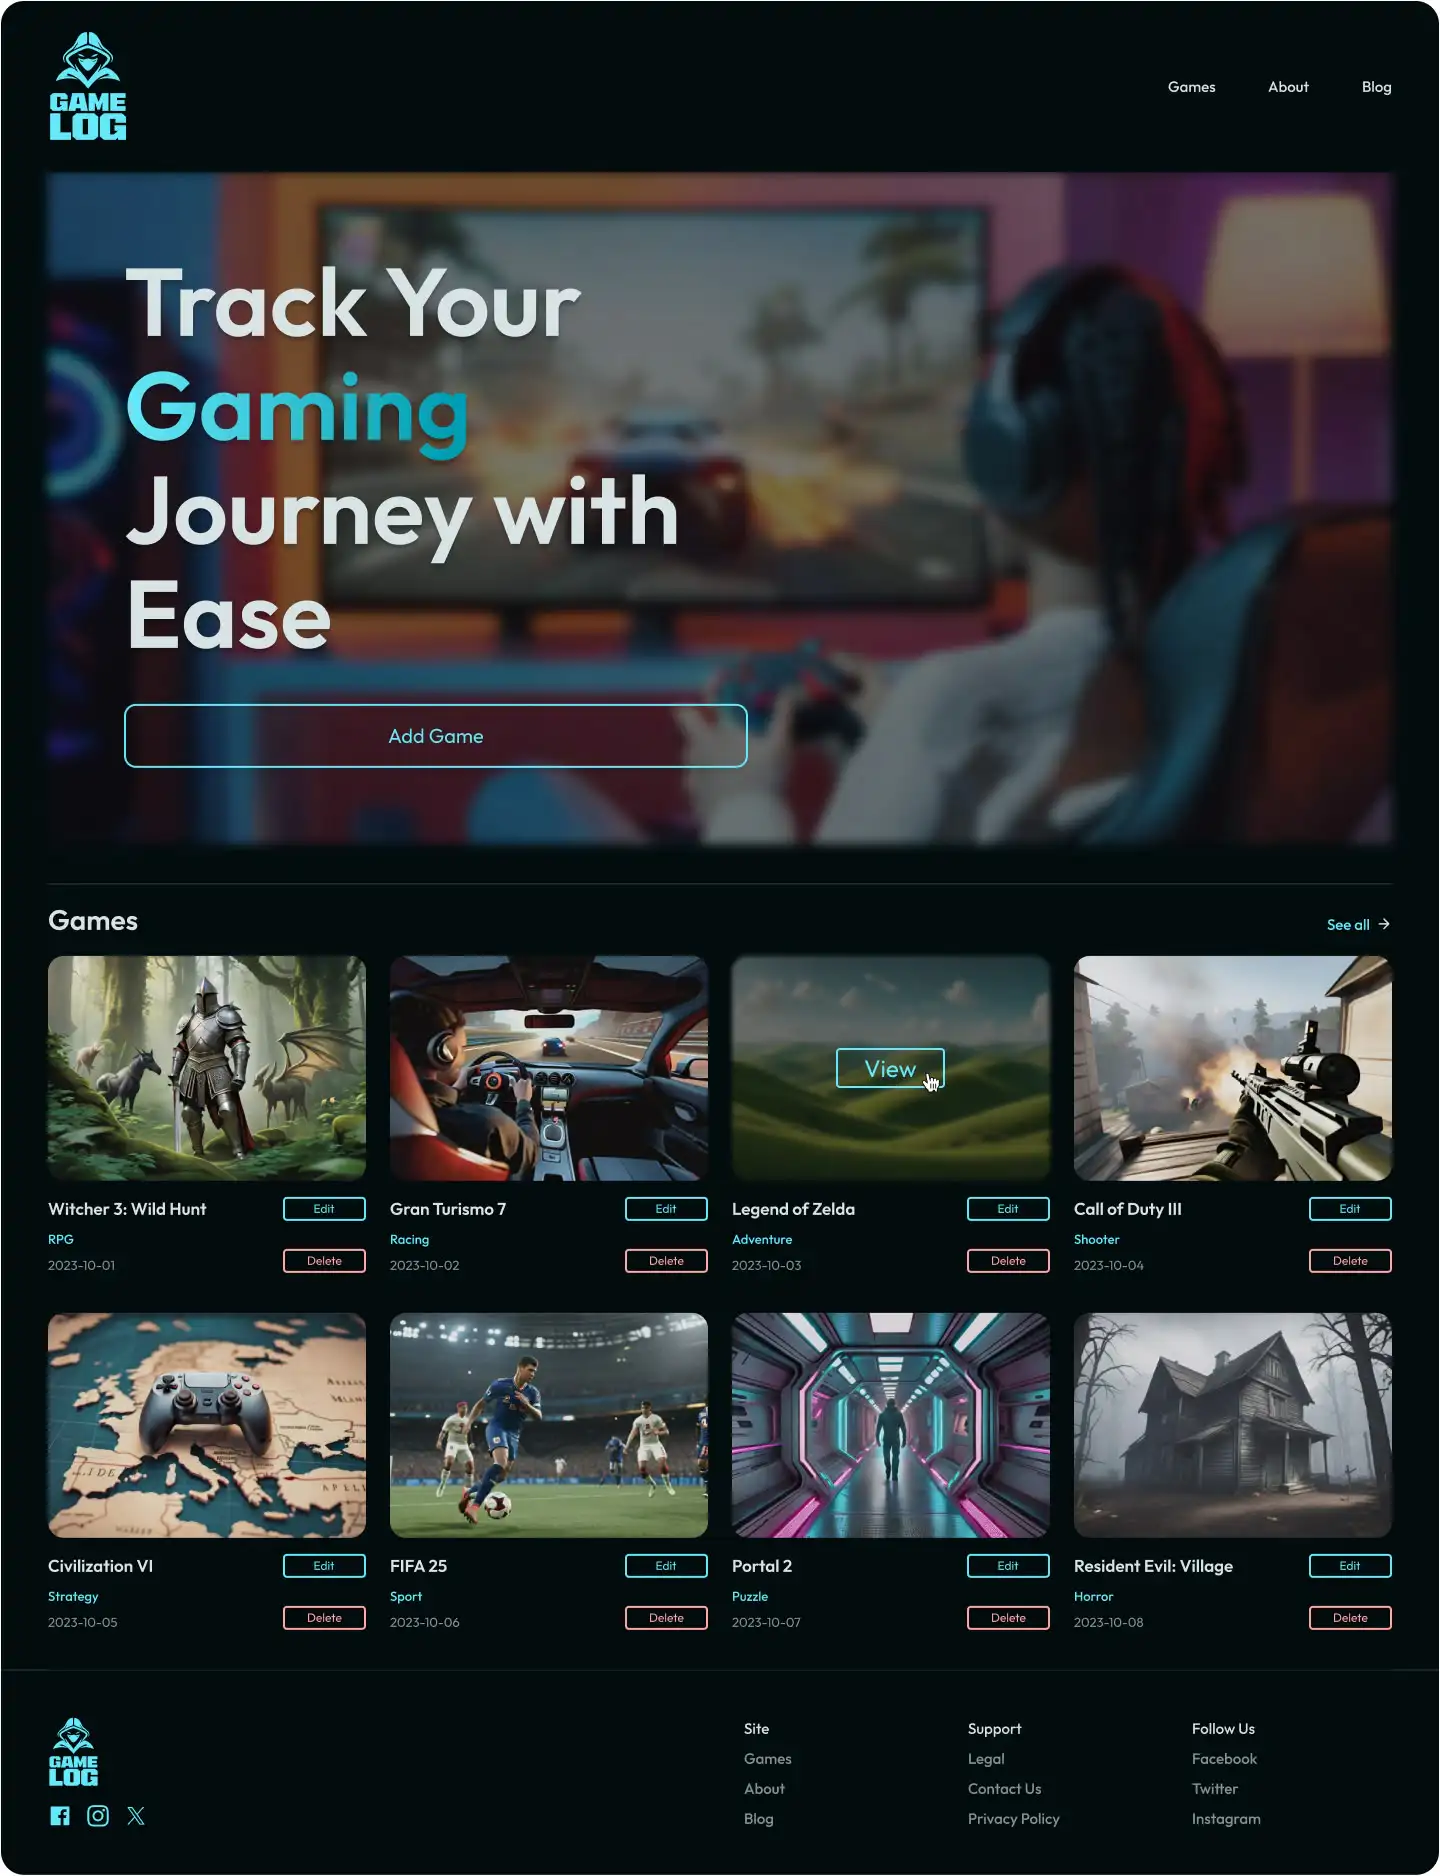 GAME
LOG
Games
About
Blog
Track Your
Gaming
Journey with
Ease
Add Game
Games
See all
View
Witcher 3: Wild Hunt
Edit
RPG
2023-10-01
Delete
Gran Turismo 7
Edit
Racing
2023-10-02
Delete
Legend of Zelda
Edit
Adventure
2023-10-03
Delete
Call of Duty III
Edit
Shooter
2023-10-04
Delete
Civilization VI
Edit
Strategy
2023-10-05
Delete
FIFA 25
Edit
Sport
2023-10-06
Delete
Portal 2
Edit
Puzzle
2023-10-07
Delete
Resident Evil: Village
Edit
Horror
2023-10-08
Delete
GAME
LOG
Site
Games
About
Blog
Support
Legal
Contact Us
Privacy Policy
Follow Us
Facebook
Twitter
Instagram